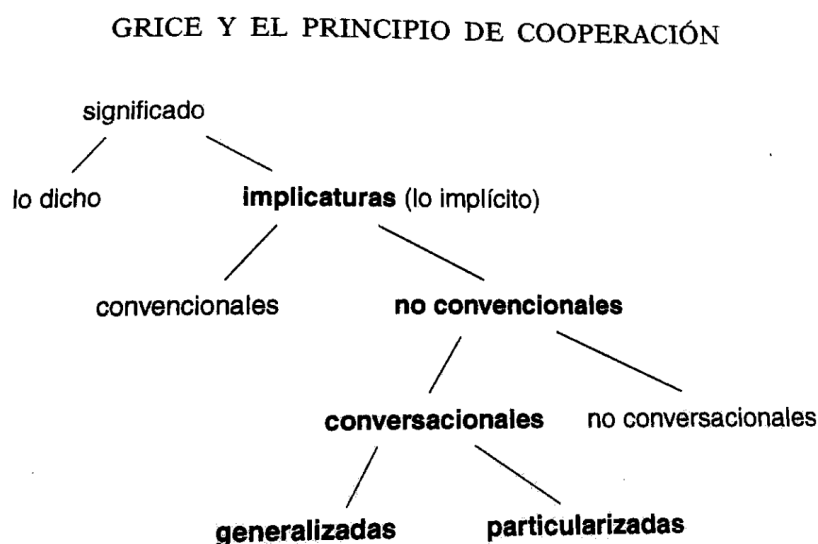 GRICE Y EL PRINCIPIO DE COOPERACIÓN
significado
lo dicho
implicaturas (lo implícito)
convencionales
no convencionales
conversacionales
no conversacionales
generalizadas
particularizadas